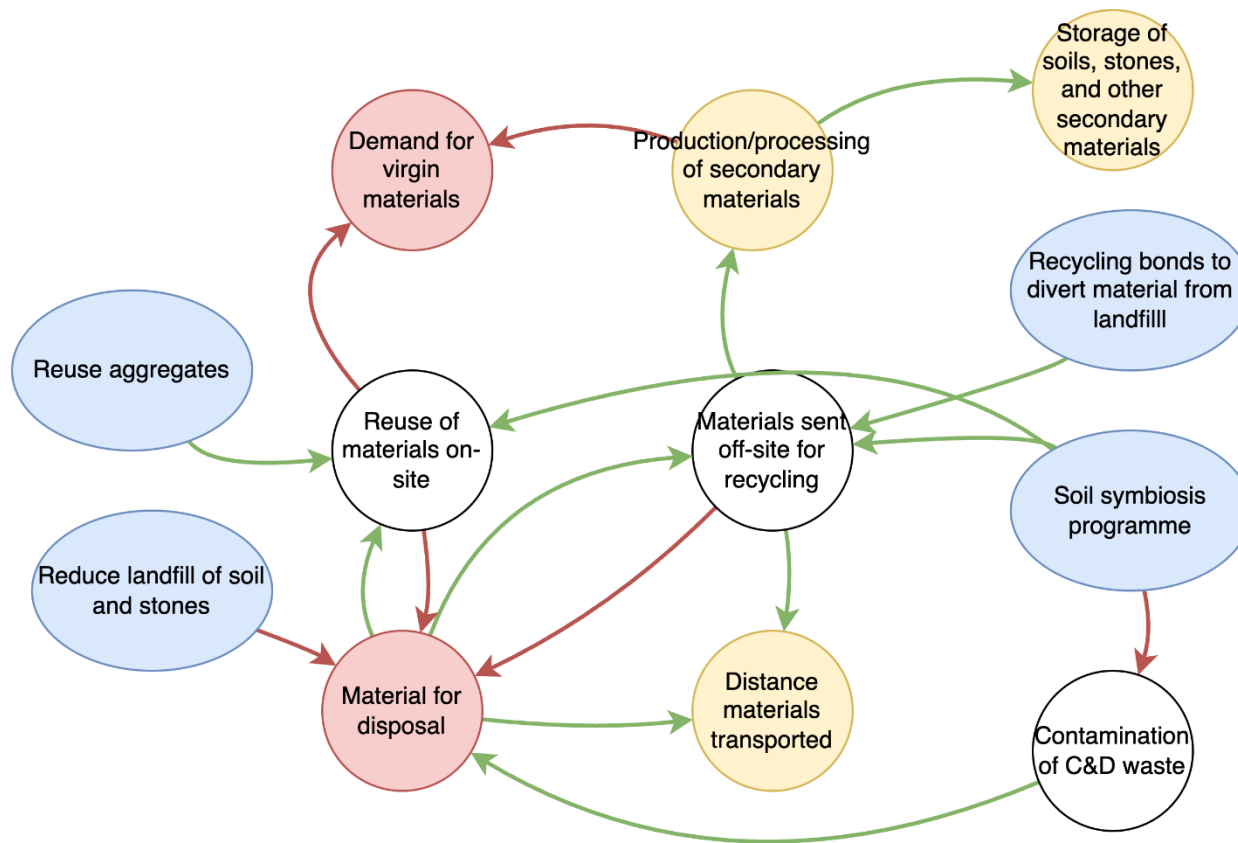 Storage of
soils, stones,
and other
secondary
materials
Demand for
virgin
materials
Production/processing
of secondary
materials
Recycling bonds to
divert material from
landfilll
Reuse aggregates
Reuse of
materials on-
site
Materials sent
off-site for
recycling
Soil symbiosis
programme
Reduce landfill of soil
and stones
Material for
disposal
Distance
materials
transported
Contamination
of C&D waste